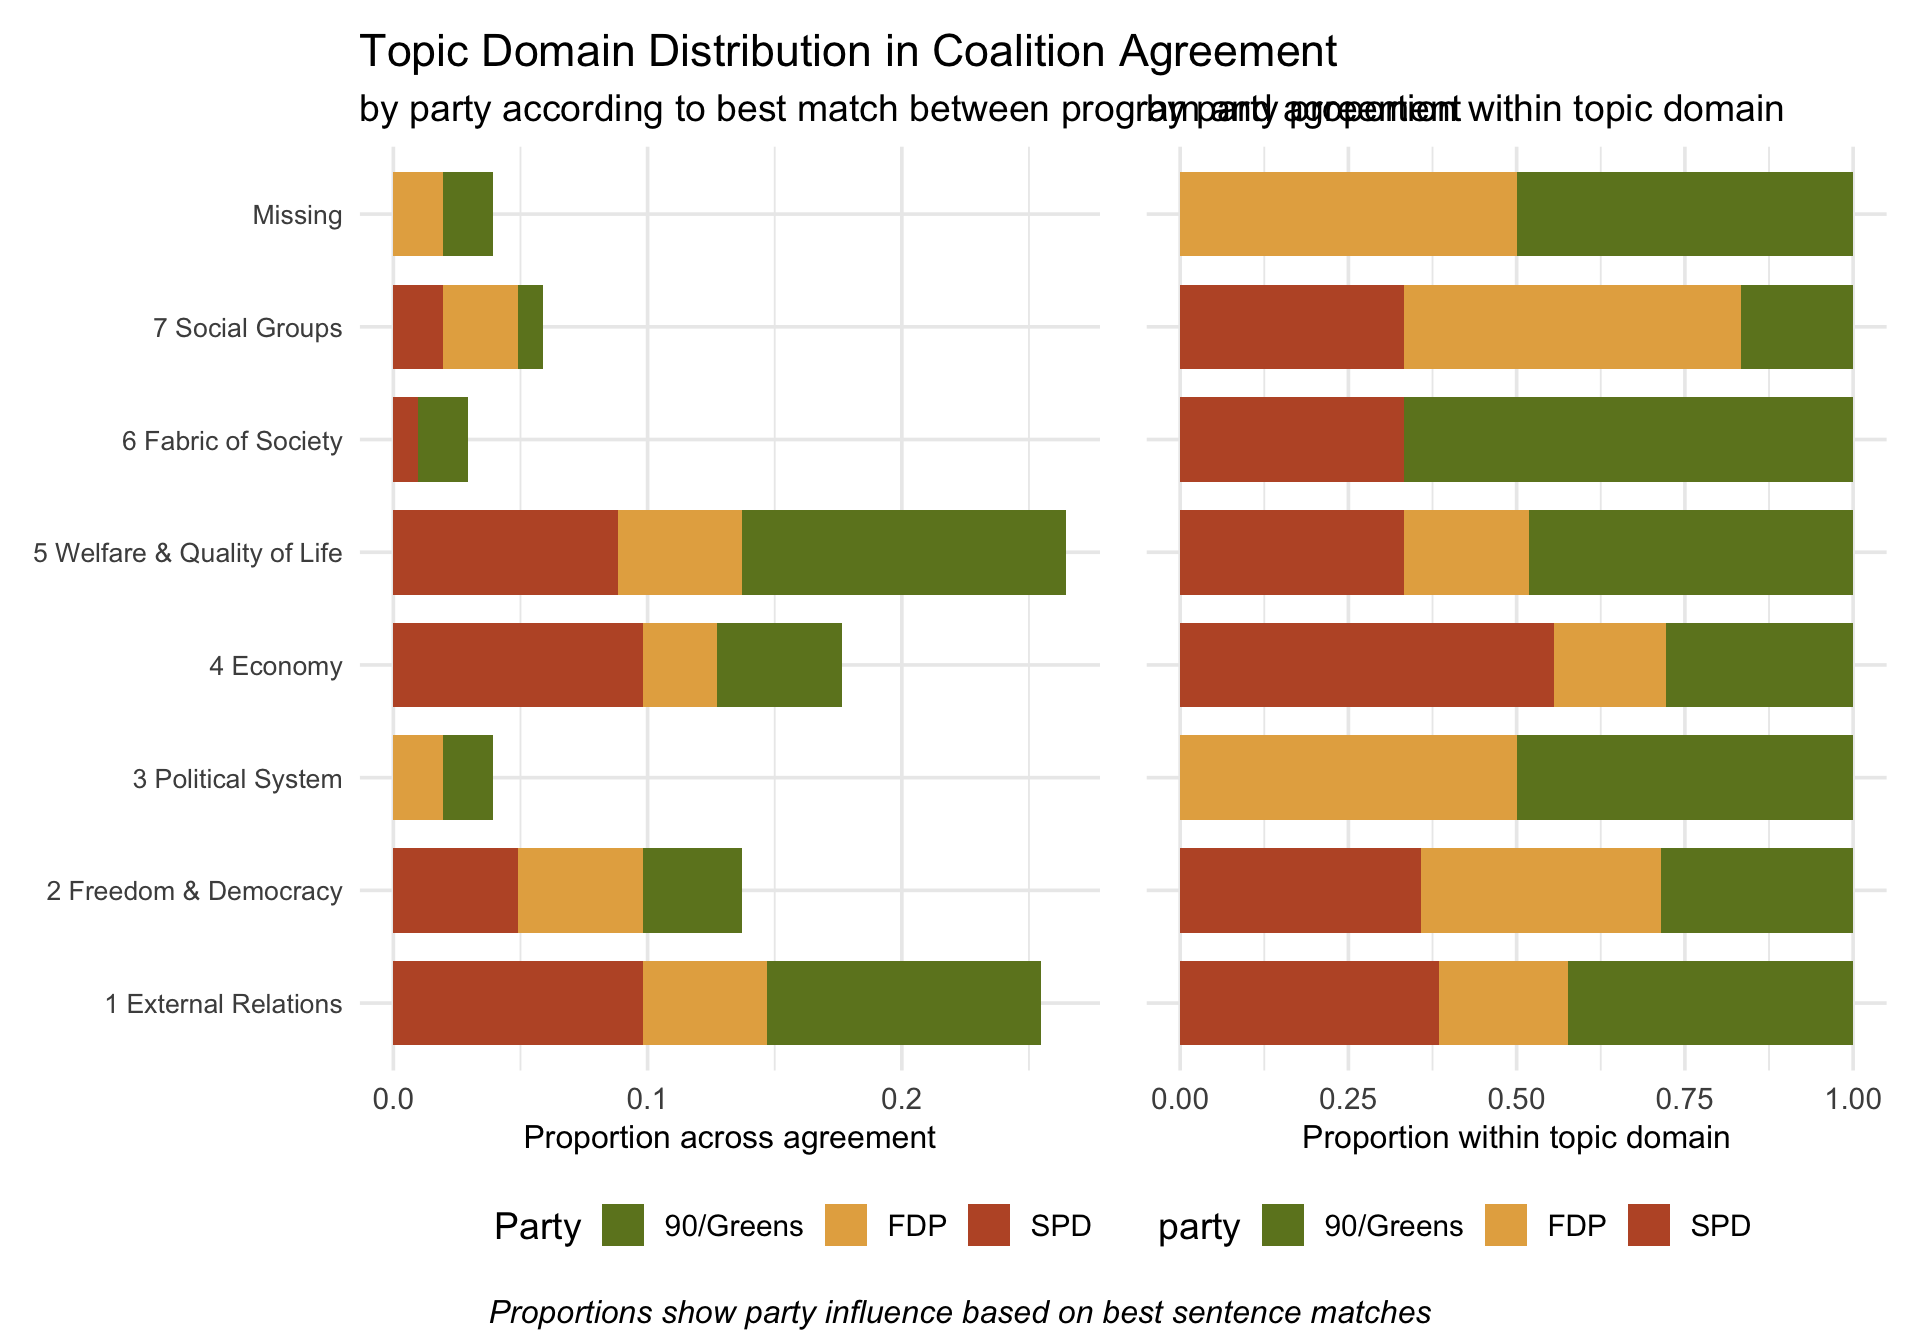 Topic Domain Distribution in Coalition Agreement
by party according to best match between program and agreement
by party proportion within topic domain
Missing
7 Social Groups
6 Fabric of Society
5 Welfare & Quality of Life
4 Economy
3 Political System
2 Freedom & Democracy
1 External Relations
0.0 0.1 0.2
0.00 0.25 0.50 0.75 1.00
Proportion across agreement
Proportion within topic domain
Party 90/Greens FDP SPD
party 90/Greens FDP SPD
Proportions show party influence based on best sentence matches